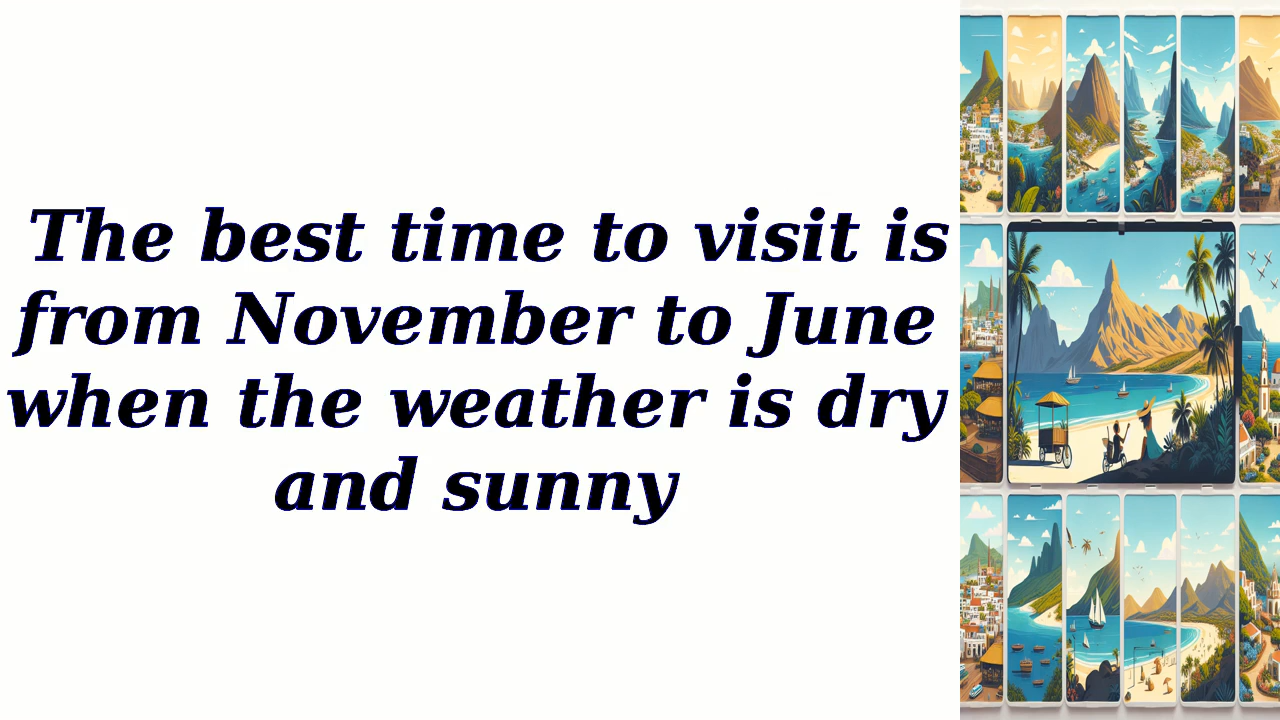 The best time to visit is
from November to June
when the weather is dry
and sunny